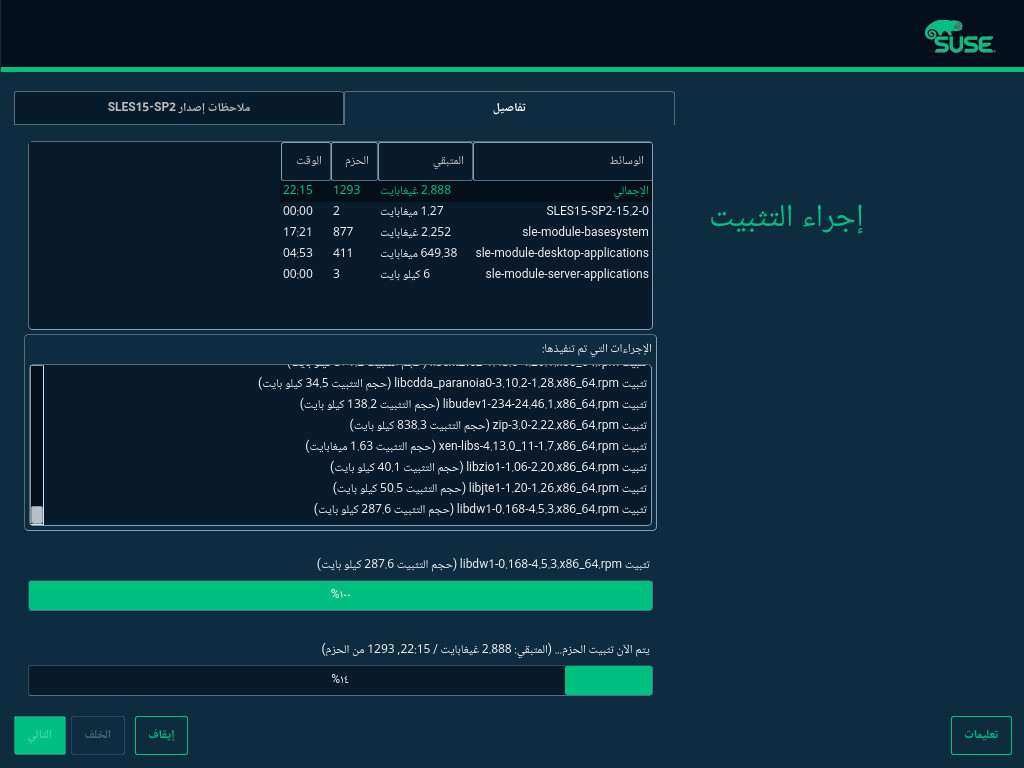 SUSE
تفاصيل
ملاحظات إصدار SLES15-SP2
إجراء التثبيت
الوسائط المتبقي الحزم الوقت
الإجمالي 2.888 غيغابايت 1293 22:15
SLES15-SP2-15.2-0 1.27 ميغابايت 2 00:00
sle-module-basesystem 2.252 غيغابايت 877 17:21
sle-module-desktop-applications 649.38 ميغابايت 411 04:53
sle-module-server-applications 6 كيلو بايت 3 00:00
الإجراءات التي تم تنفيذها:
تثبيت libcdda_paranoia0-3.10.2-1.28.x86_64.rpm (حجم التثبيت 34.5 كيلو بايت)
تثبيت libudev1-234-24.46.1.x86_64.rpm (حجم التثبيت 138.2 كيلو بايت)
تثبيت zip-3.0-2.22.x86_64.rpm (حجم التثبيت 838.3 كيلو بايت)
تثبيت xen-libs-4.13.0_11-1.7.x86_64.rpm (حجم التثبيت 1.63 ميغابايت)
تثبيت libzio1-1.06-2.20.x86_64.rpm (حجم التثبيت 40.1 كيلو بايت)
تثبيت libjte1-1.20-1.26.x86_64.rpm (حجم التثبيت 50.5 كيلو بايت)
تثبيت libdw1-0.168-4.5.3.x86_64.rpm (حجم التثبيت 287.6 كيلو بايت)
تثبيت libdw1-0.168-4.5.3.x86_64.rpm (حجم التثبيت 287.6 كيلو بايت)
%١٠٠
يتم الآن تثبيت الحزم... (المتبقي: 2.888 غيغابايت / 22:15, 1293 من الحزم)
%١٤
تعليمات
إيقاف
الخلف
التالي